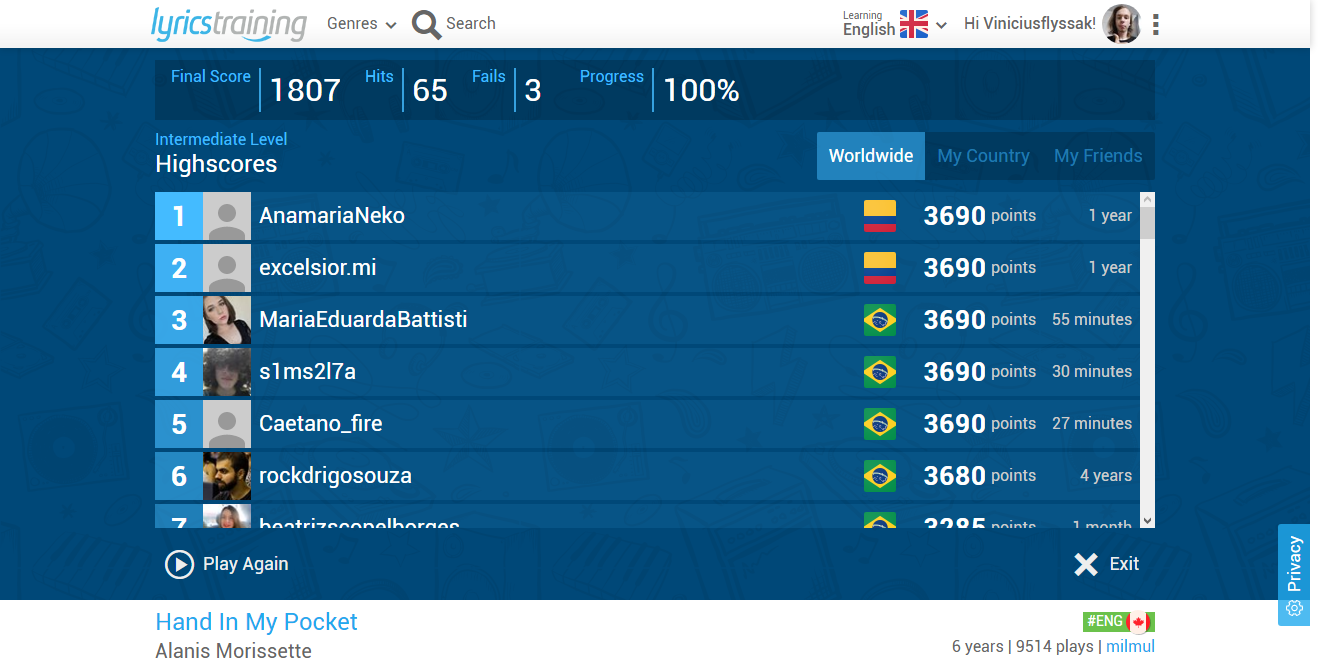 lyricstraining Genres Search Learning English Hi Viniciusflyssak!
Final Score 1807 Hits 65 Fails 3 Progress 100%
Intermediate Level
Highscores
Worldwide My Country My Friends
1 AnamariaNeko 3690 points 1 year
2 excelsior.mi 3690 points 1 year
3 MariaEduardaBattisti 3690 points 55 minutes
4 s1ms2l7a 3690 points 30 minutes
5 Caetano_fire 3690 points 27 minutes
6 rockdrigosouza 3680 points 4 years
7 beatrizscopelborges 3285 points 1 month
Play Again Exit
Privacy
Hand In My Pocket #ENG
Alanis Morissette 6 years | 9514 plays | milmul